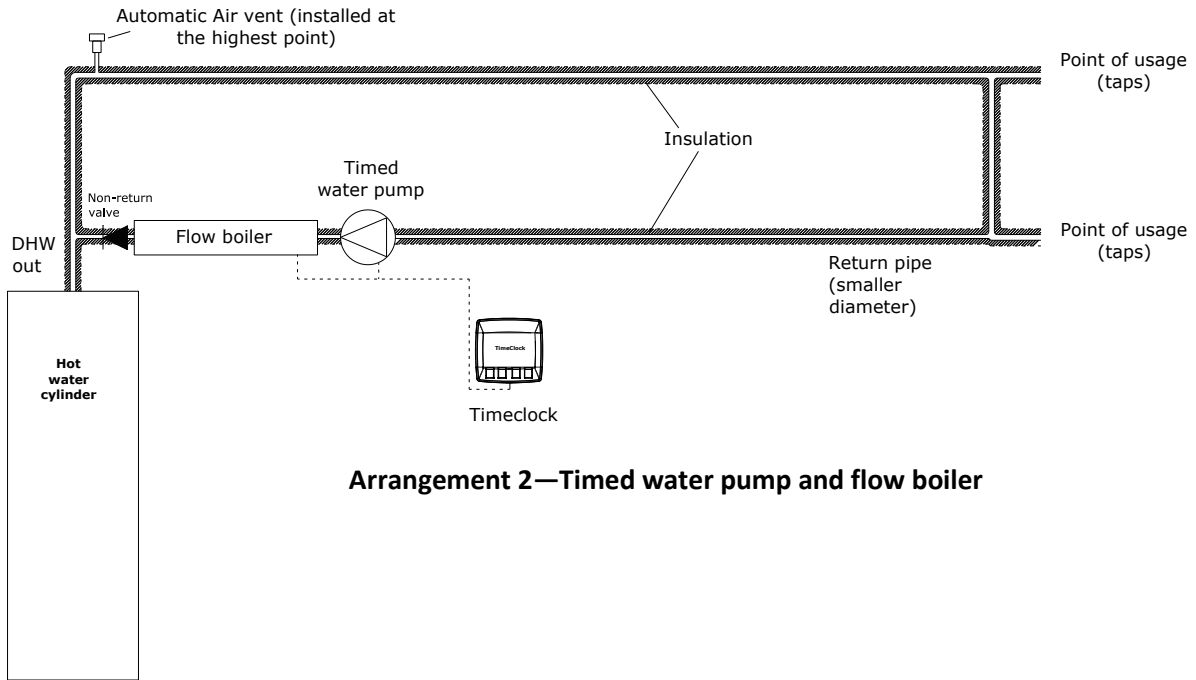 Automatic Air vent (installed at
the highest point)
Point of usage
(taps)
Insulation
Timed
water pump
Non-return
valve
Flow boiler
DHW
out
Point of usage
(taps)
Return pipe
(smaller
diameter)
Hot
water
cylinder
TimeClock
Timeclock
Arrangement 2—Timed water pump and flow boiler